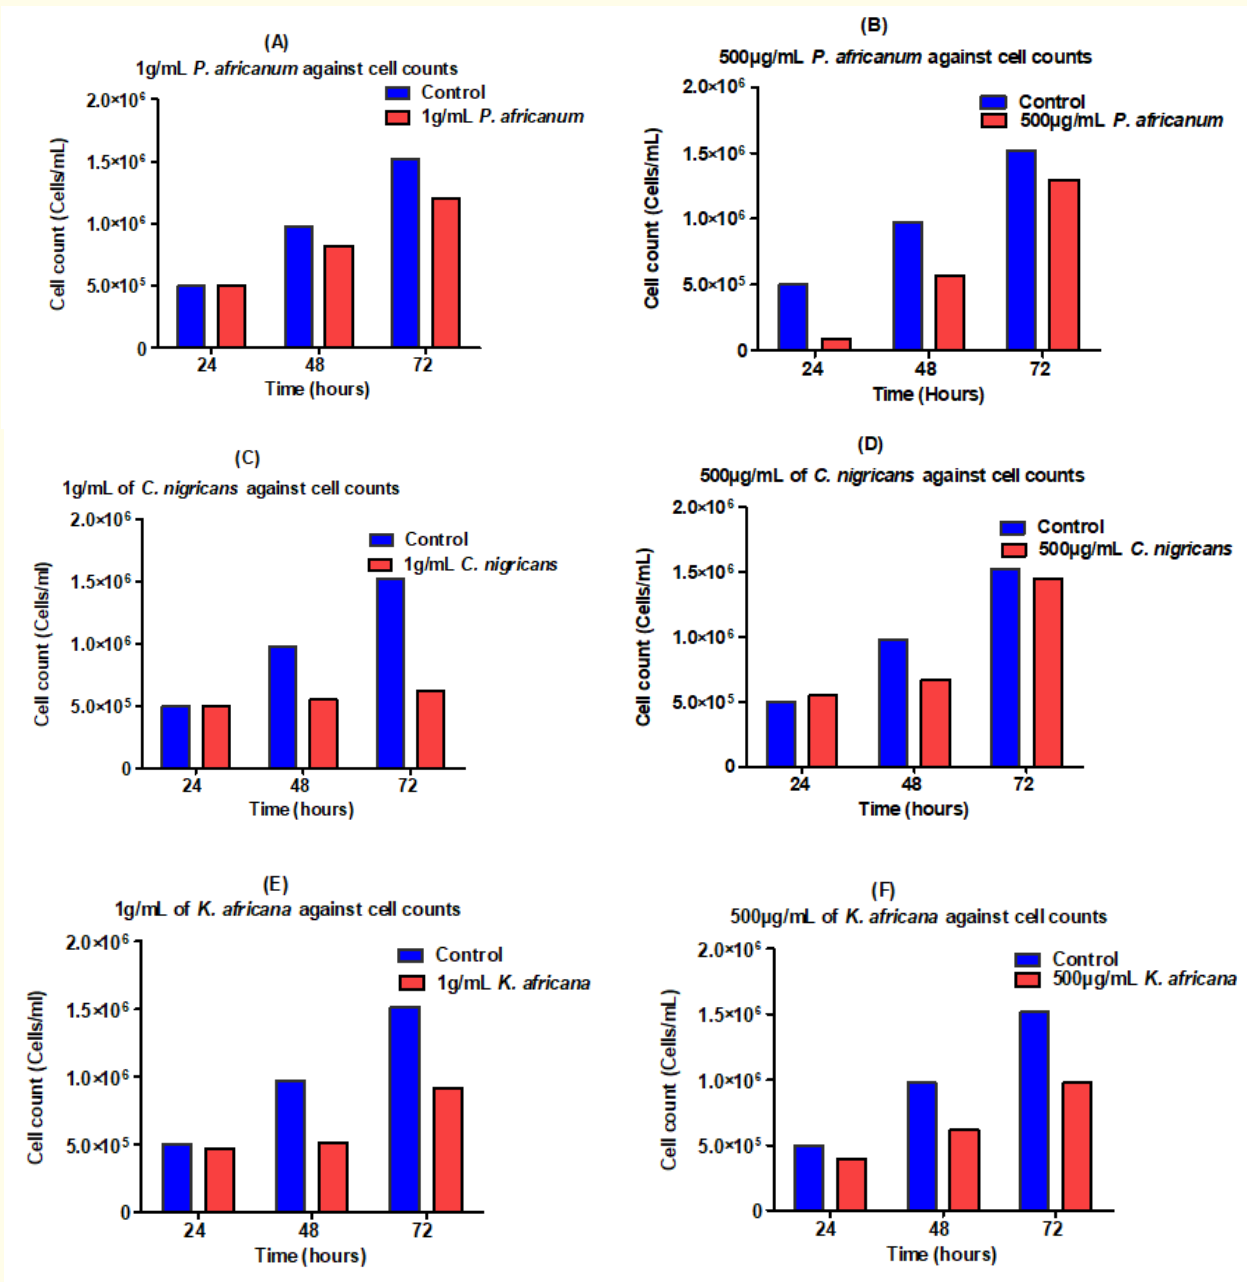 (A)
1g/mL P. africanum against cell counts
Control
1g/mL P. africanum
2.0×10⁶
1.5×10⁶
1.0×10⁶
5.0×10⁵
0
Cell count (Cells/mL)
24 48 72
Time (hours)
(B)
500µg/mL P. africanum against cell counts
Control
500µg/mL P. africanum
2.0×10⁶
1.5×10⁶
1.0×10⁶
5.0×10⁵
0
Cell count (Cells/mL)
24 48 72
Time (Hours)
(C)
1g/mL of C. nigricans against cell counts
Control
1g/mL C. nigricans
2.0×10⁶
1.5×10⁶
1.0×10⁶
5.0×10⁵
0
Cell count (Cells/ml)
24 48 72
Time (hours)
(D)
500µg/mL of C. nigricans against cell counts
Control
500µg/mL C. nigricans
2.0×10⁶
1.5×10⁶
1.0×10⁶
5.0×10⁵
0
Cell count (Cells/mL)
24 48 72
Time (hours)
(E)
1g/mL of K. africana against cell counts
Control
1g/mL K. africana
2.0×10⁶
1.5×10⁶
1.0×10⁶
5.0×10⁵
0
Cell count (Cells/ml)
24 48 72
Time (hours)
(F)
500µg/mL of K. africana against cell counts
Control
500µg/mL K. africana
2.0×10⁶
1.5×10⁶
1.0×10⁶
5.0×10⁵
0
Cell count (Cells/mL)
24 48 72
Time (hours)